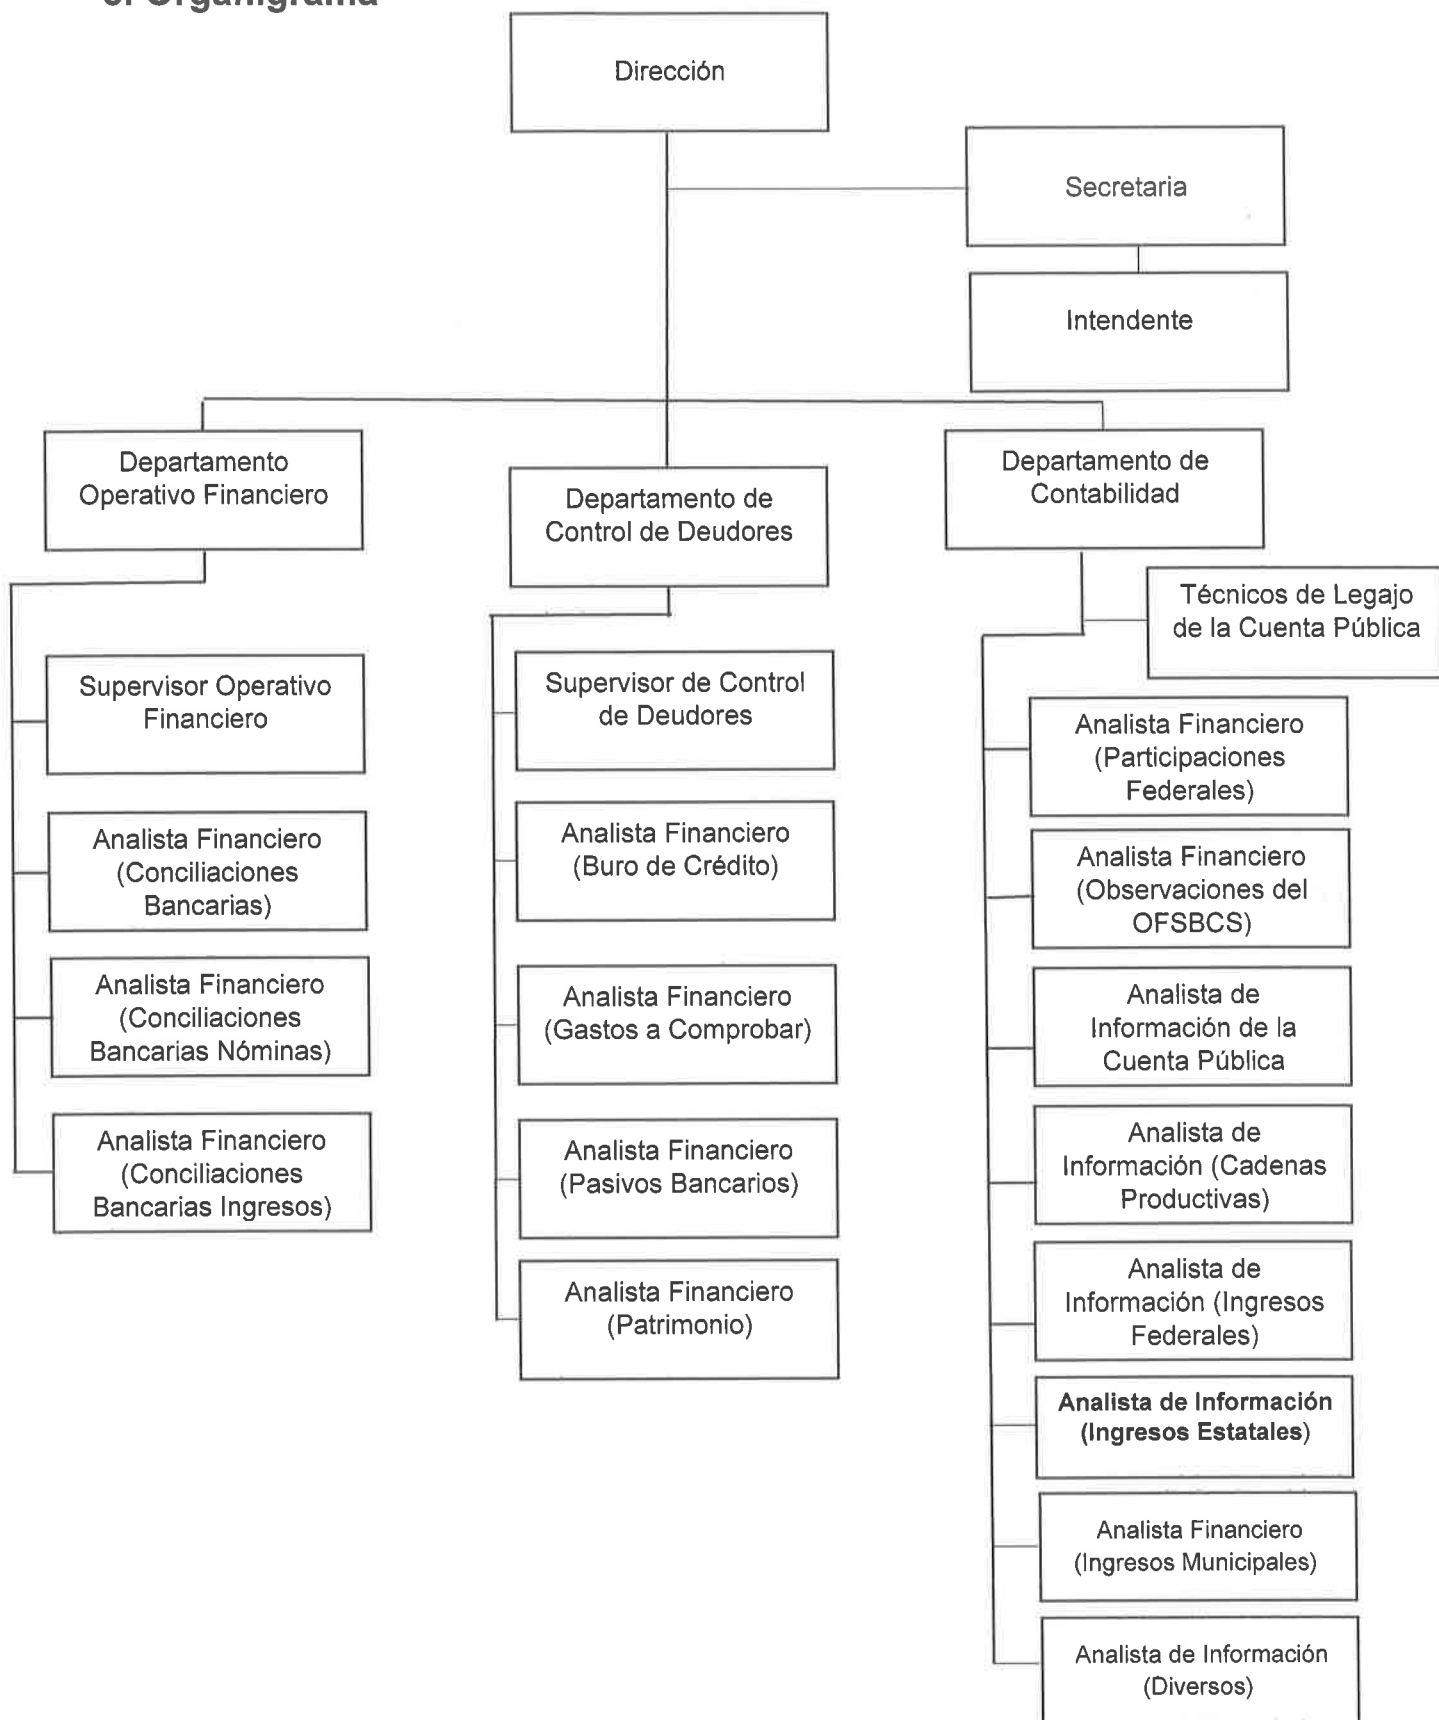 Organigrama
Dirección
Secretaria
Intendente
Departamento
Operativo Financiero
Supervisor Operativo
Financiero
Analista Financiero
(Conciliaciones
Bancarias)
Analista Financiero
(Conciliaciones
Bancarias Nóminas)
Analista Financiero
(Conciliaciones
Bancarias Ingresos)
Departamento de
Control de Deudores
Supervisor de Control
de Deudores
Analista Financiero
(Buro de Crédito)
Analista Financiero
(Gastos a Comprobar)
Analista Financiero
(Pasivos Bancarios)
Analista Financiero
(Patrimonio)
Departamento de
Contabilidad
Técnicos de Legajo
de la Cuenta Pública
Analista Financiero
(Participaciones
Federales)
Analista Financiero
(Observaciones del
OFSBCS)
Analista de
Información de la
Cuenta Pública
Analista de
Información (Cadenas
Productivas)
Analista de
Información (Ingresos
Federales)
Analista de Información
(Ingresos Estatales)
Analista Financiero
(Ingresos Municipales)
Analista de Información
(Diversos)